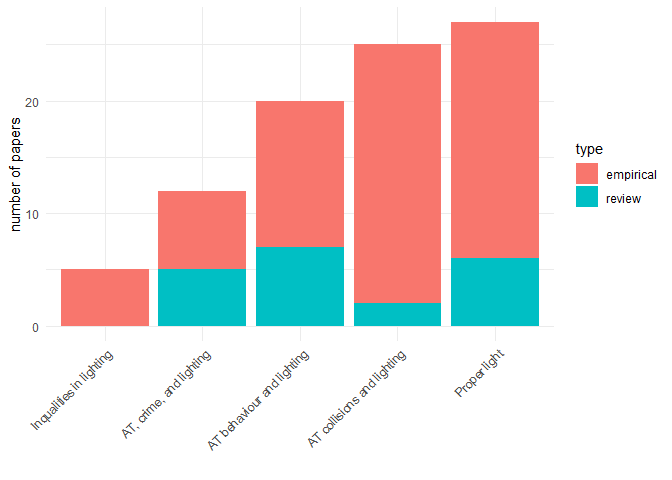 number of papers
20
10
0
Inqualities in lighting
AT, crime, and lighting
AT behaviour and lighting
AT collisions and lighting
Proper light
type
empirical
review